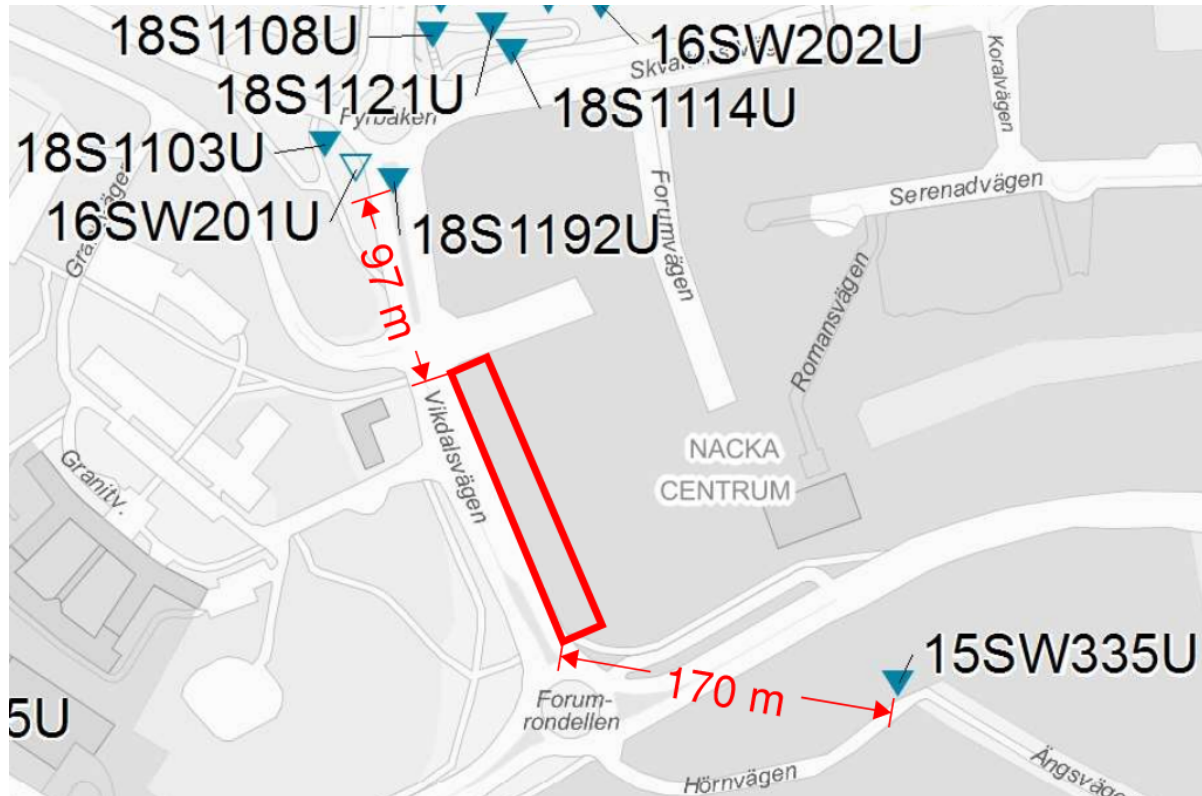 18S1108U
16SW202U
Koralvägen
18S1121U
18S1114U
Fyrbåken
18S1103U
16SW201U
18S1192U
Forumvägen
Serenadvägen
97 m
Romansvägen
Vikdalsvägen
NACKA
CENTRUM
Granitv.
15SW335U
170 m
5U
Forum-
rondellen
Hörnvägen